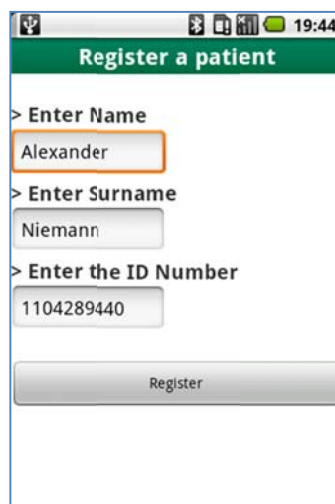 19:44
Register a patient
> Enter Name
Alexander
> Enter Surname
Niemann
> Enter the ID Number
1104289440
Register